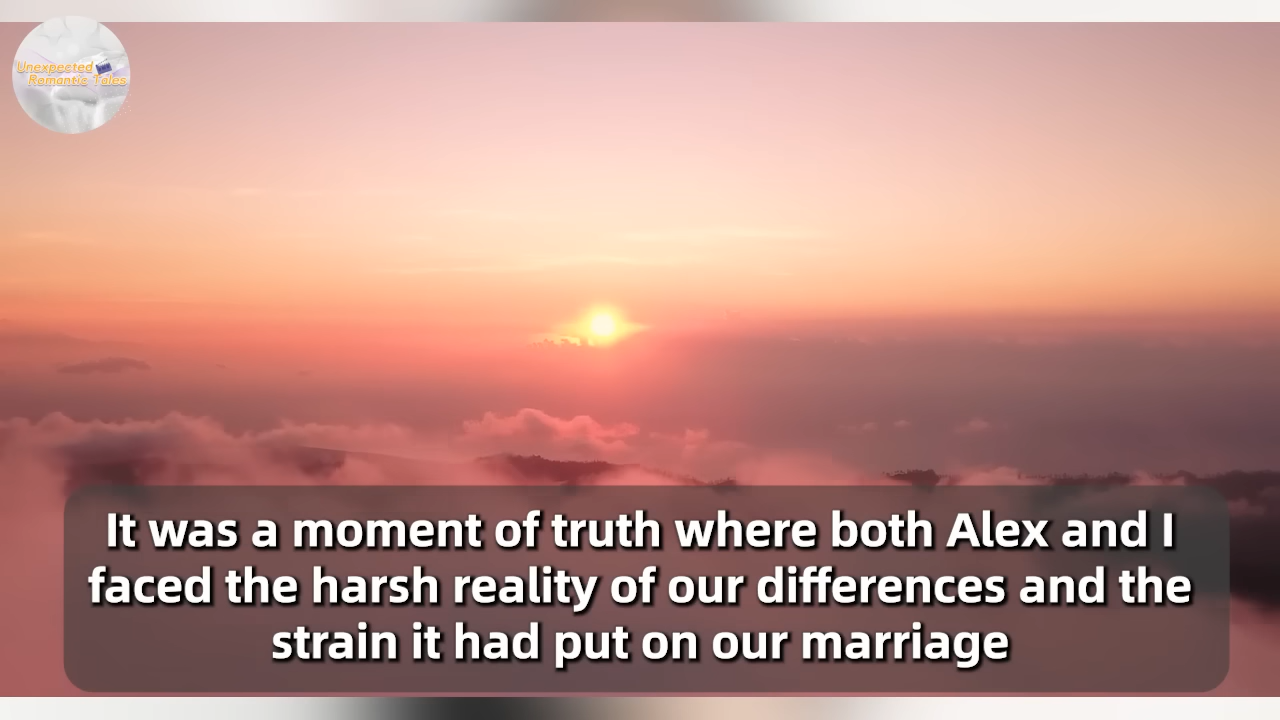 Unexpected
Romantic Tales
It was a moment of truth where both Alex and I
faced the harsh reality of our differences and the
strain it had put on our marriage